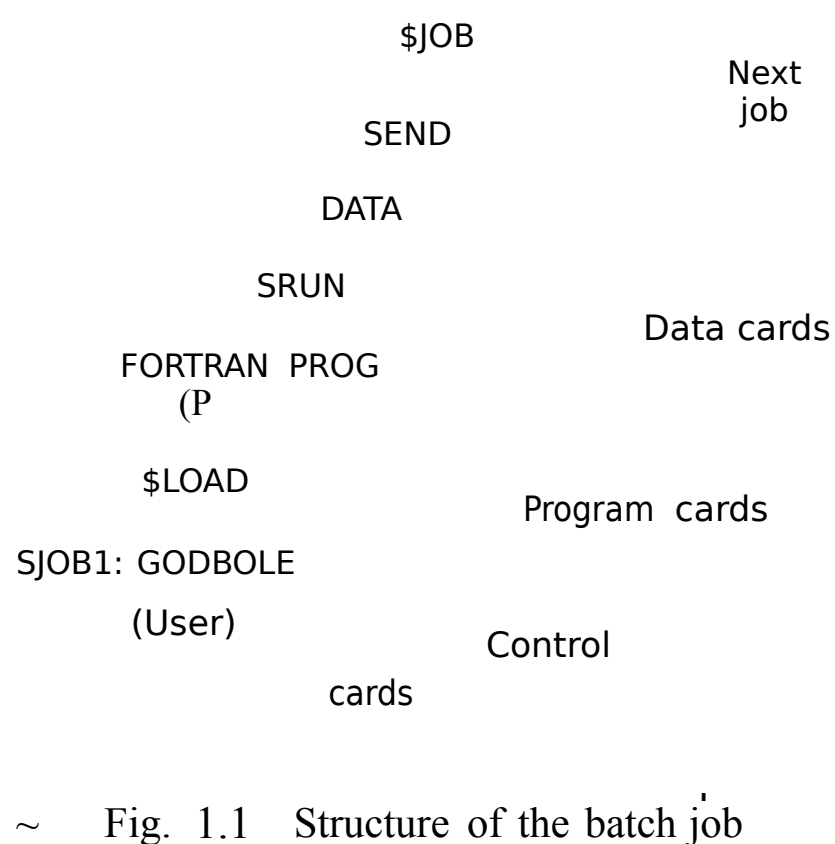 $JOB
Next
job
SEND
DATA
SRUN
Data cards
FORTRAN PROG
(P
$LOAD
Program cards
SJOB1: GODBOLE
(User)
Control
cards
~ Fig. 1.1 Structure of the batch job